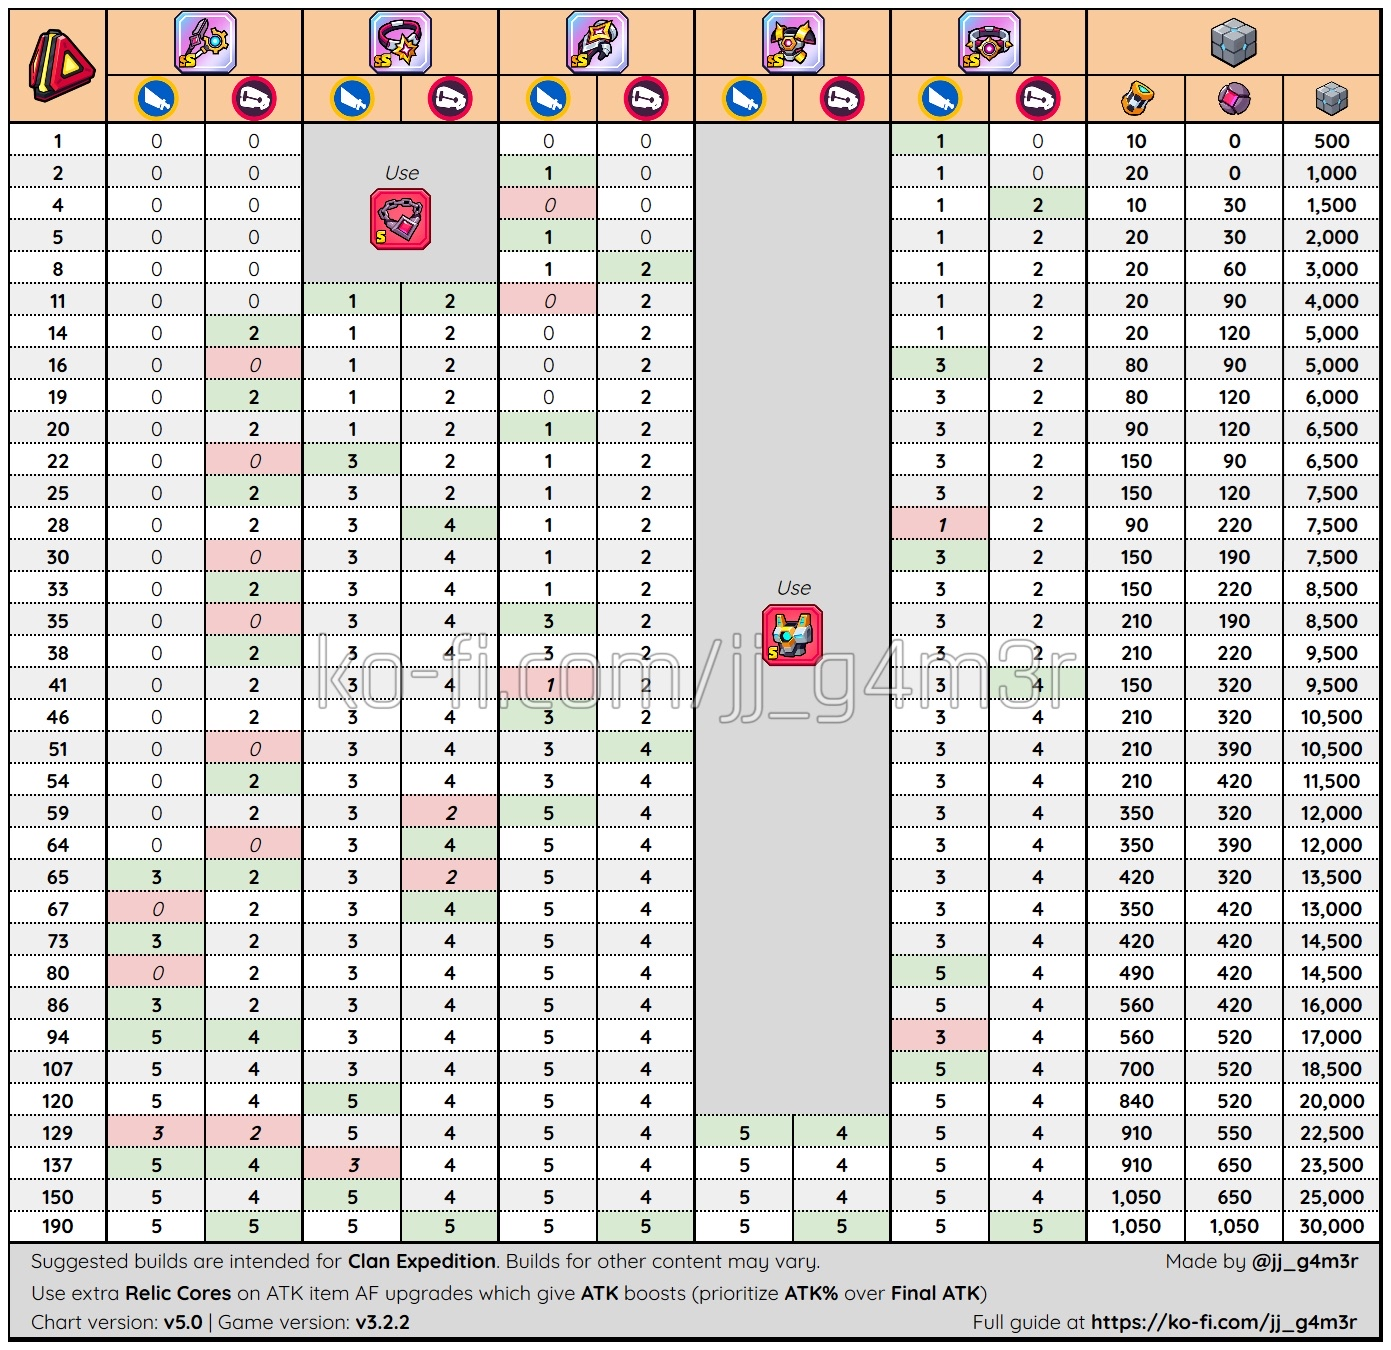 S S S S S
1 0 0 0 0 1 0 10 0 500
2 0 0 Use 1 0 1 0 20 0 1,000
4 0 0 0 0 1 2 10 30 1,500
5 0 0 S 1 0 1 2 20 30 2,000
8 0 0 1 2 1 2 20 60 3,000
11 0 0 1 2 0 2 1 2 20 90 4,000
14 0 2 1 2 0 2 1 2 20 120 5,000
16 0 0 1 2 0 2 3 2 80 90 5,000
19 0 2 1 2 0 2 3 2 80 120 6,000
20 0 2 1 2 1 2 3 2 90 120 6,500
22 0 0 3 2 1 2 3 2 150 90 6,500
25 0 2 3 2 1 2 3 2 150 120 7,500
28 0 2 3 4 1 2 1 2 90 220 7,500
30 0 0 3 4 1 2 3 2 150 190 7,500
33 0 2 3 4 1 2 Use 3 2 150 220 8,500
35 0 0 3 4 3 2 3 2 210 190 8,500
38 0 2 3 4 3 2 S 3 2 210 220 9,500
ko-fi.com/jj_g4m3r
41 0 2 3 4 1 2 3 4 150 320 9,500
46 0 2 3 4 3 2 3 4 210 320 10,500
51 0 0 3 4 3 4 3 4 210 390 10,500
54 0 2 3 4 3 4 3 4 210 420 11,500
59 0 2 3 2 5 4 3 4 350 320 12,000
64 0 0 3 4 5 4 3 4 350 390 12,000
65 3 2 3 2 5 4 3 4 420 320 13,500
67 0 2 3 4 5 4 3 4 350 420 13,000
73 3 2 3 4 5 4 3 4 420 420 14,500
80 0 2 3 4 5 4 5 4 490 420 14,500
86 3 2 3 4 5 4 5 4 560 420 16,000
94 5 4 3 4 5 4 3 4 560 520 17,000
107 5 4 3 4 5 4 5 4 700 520 18,500
120 5 4 5 4 5 4 5 4 840 520 20,000
129 3 2 5 4 5 4 5 4 5 4 910 550 22,500
137 5 4 3 4 5 4 5 4 5 4 910 650 23,500
150 5 4 5 4 5 4 5 4 5 4 1,050 650 25,000
190 5 5 5 5 5 5 5 5 5 5 1,050 1,050 30,000
Suggested builds are intended for Clan Expedition. Builds for other content may vary. Made by @jj_g4m3r
Use extra Relic Cores on ATK item AF upgrades which give ATK boosts (prioritize ATK% over Final ATK)
Chart version: v5.0 | Game version: v3.2.2 Full guide at https://ko-fi.com/jj_g4m3r